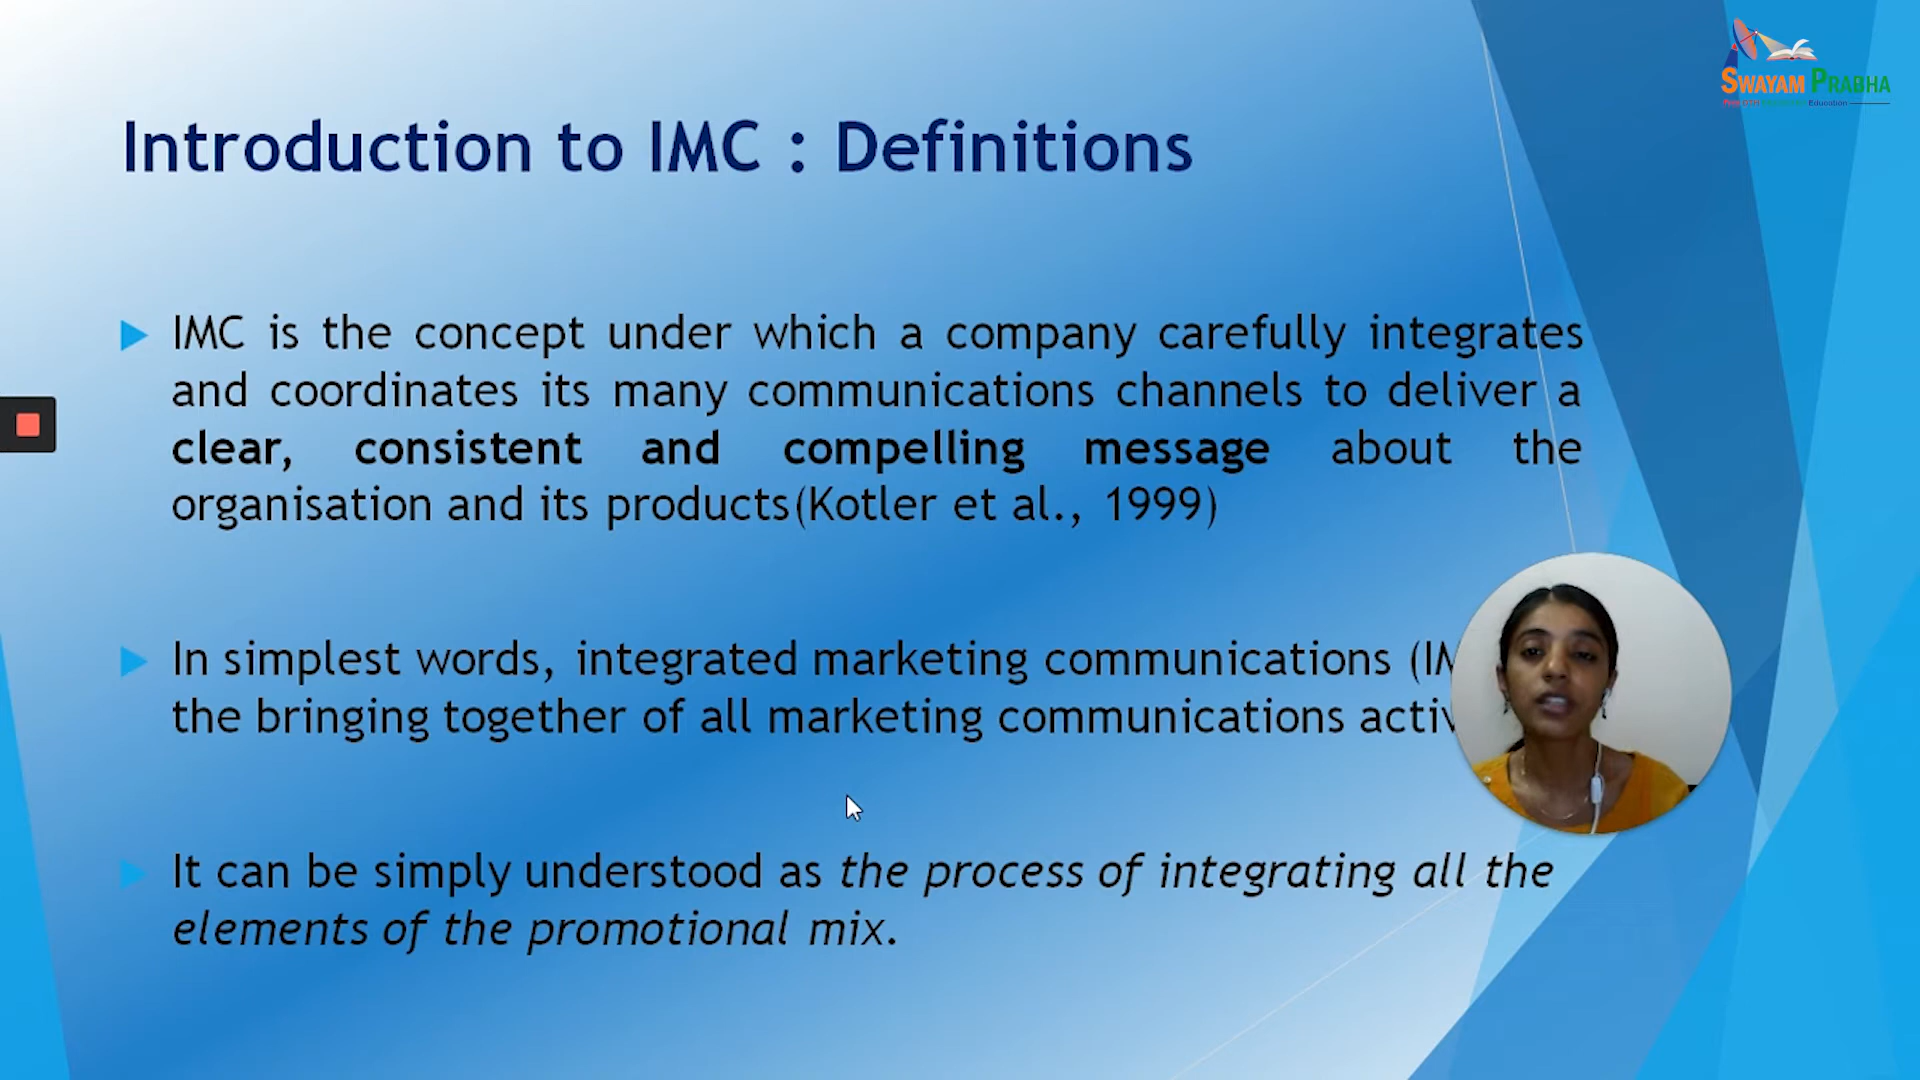 SWAYAM PRABHA
Education
Introduction to IMC : Definitions
IMC is the concept under which a company carefully integrates
and coordinates its many communications channels to deliver a
clear, consistent and compelling message about the
organisation and its products(Kotler et al., 1999)
In simplest words, integrated marketing communications
the bringing together of all marketing communications
It can be simply understood as the process of integrating all the
elements of the promotional mix.